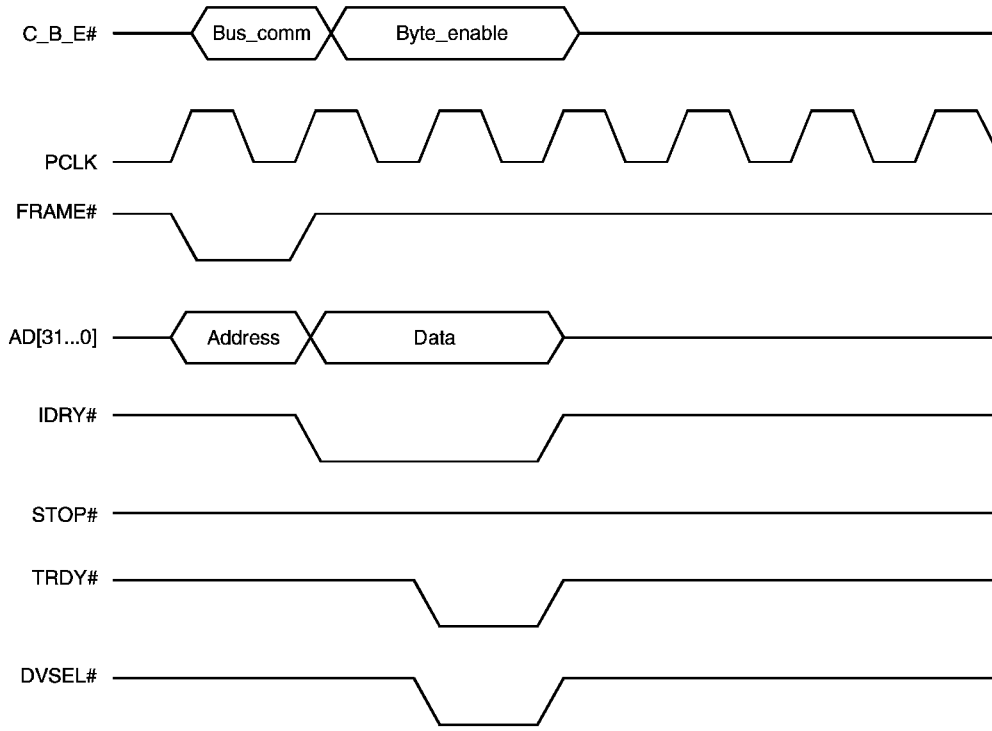 C_B_E# Bus_comm Byte_enable
PCLK
FRAME#
AD[31...0] Address Data
IDRY#
STOP#
TRDY#
DVSEL#